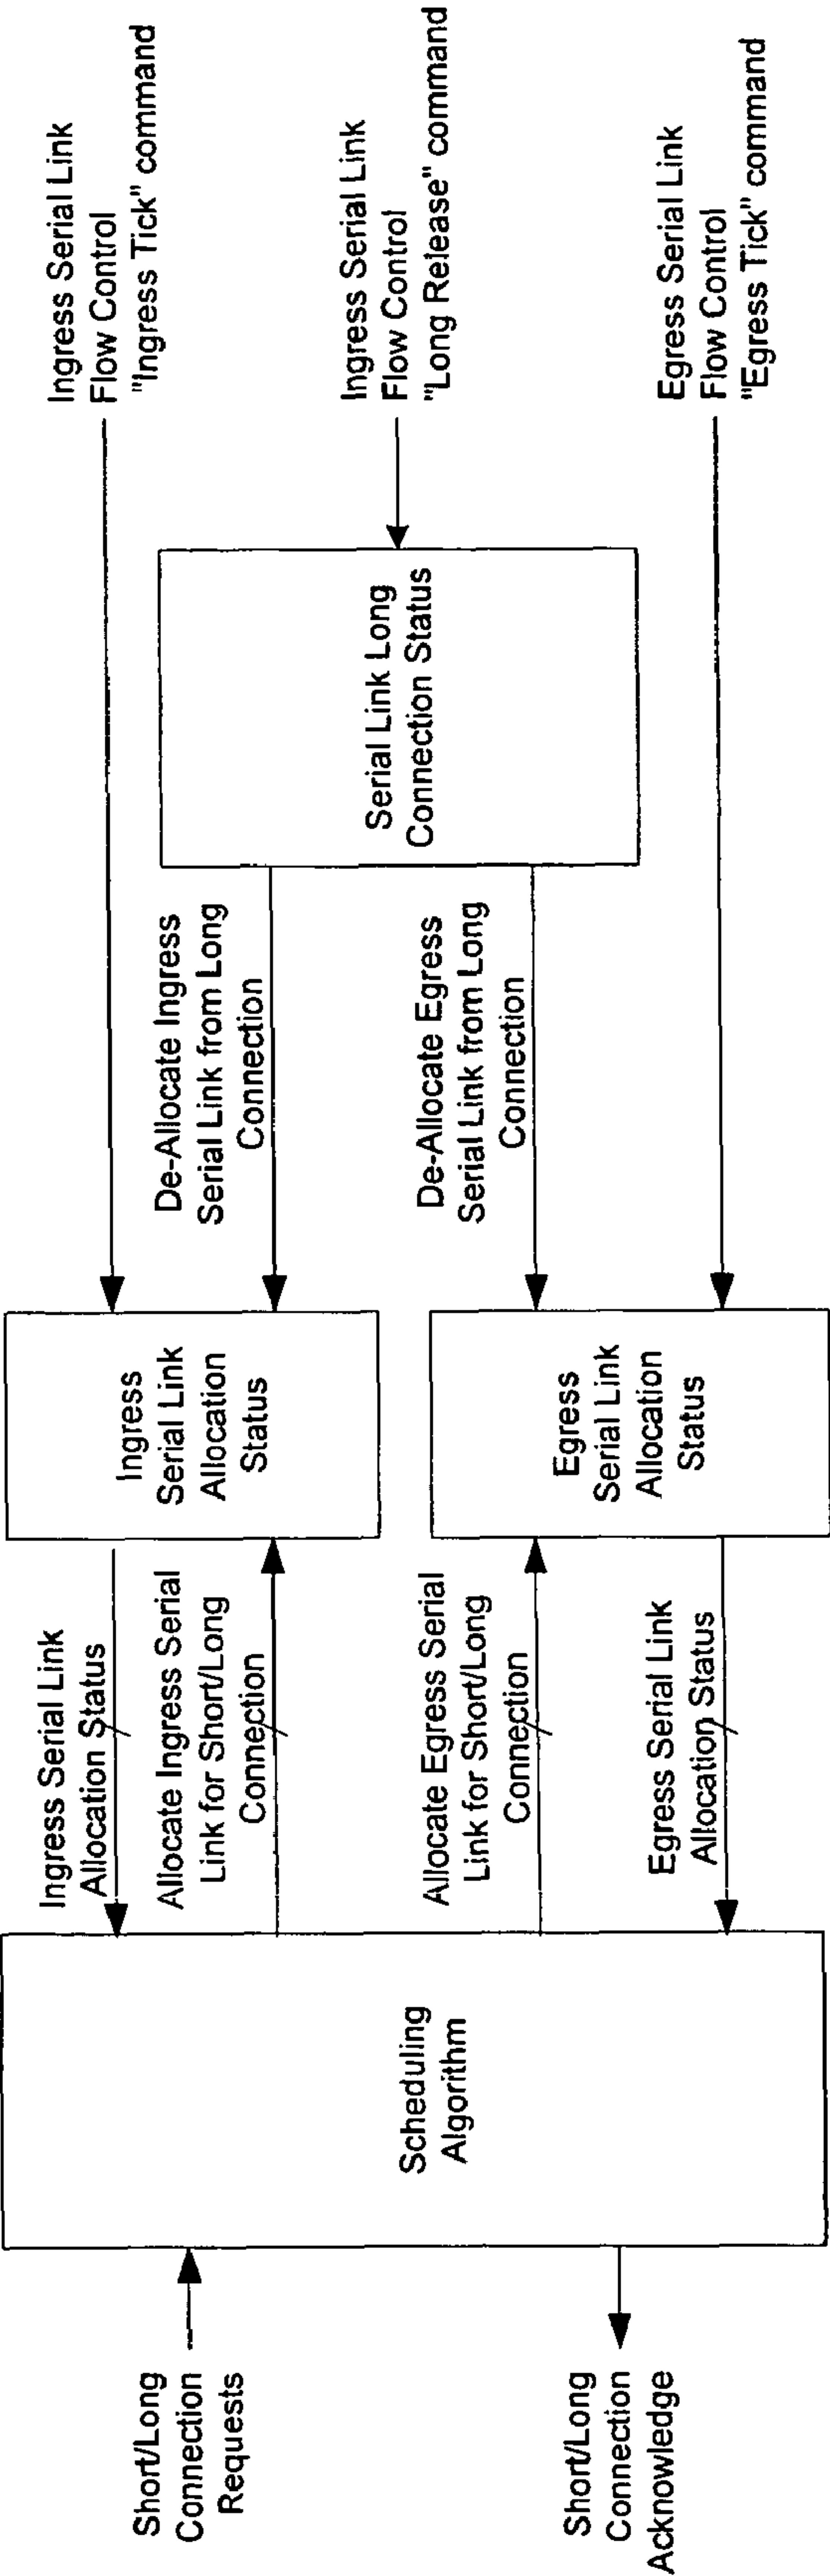 Short/Long
Connection
Requests
Short/Long
Connection
Acknowledge
Scheduling
Algorithm
Ingress Serial Link
Allocation Status
Allocate Ingress Serial
Link for Short/Long
Connection
Allocate Egress Serial
Link for Short/Long
Connection
Egress Serial Link
Allocation Status
Ingress
Serial Link
Allocation
Status
Egress
Serial Link
Allocation
Status
De-Allocate Ingress
Serial Link from Long
Connection
De-Allocate Egress
Serial Link from Long
Connection
Serial Link Long
Connection Status
Ingress Serial Link
Flow Control
"Ingress Tick" command
Ingress Serial Link
Flow Control
"Long Release" command
Egress Serial Link
Flow Control
"Egress Tick" command